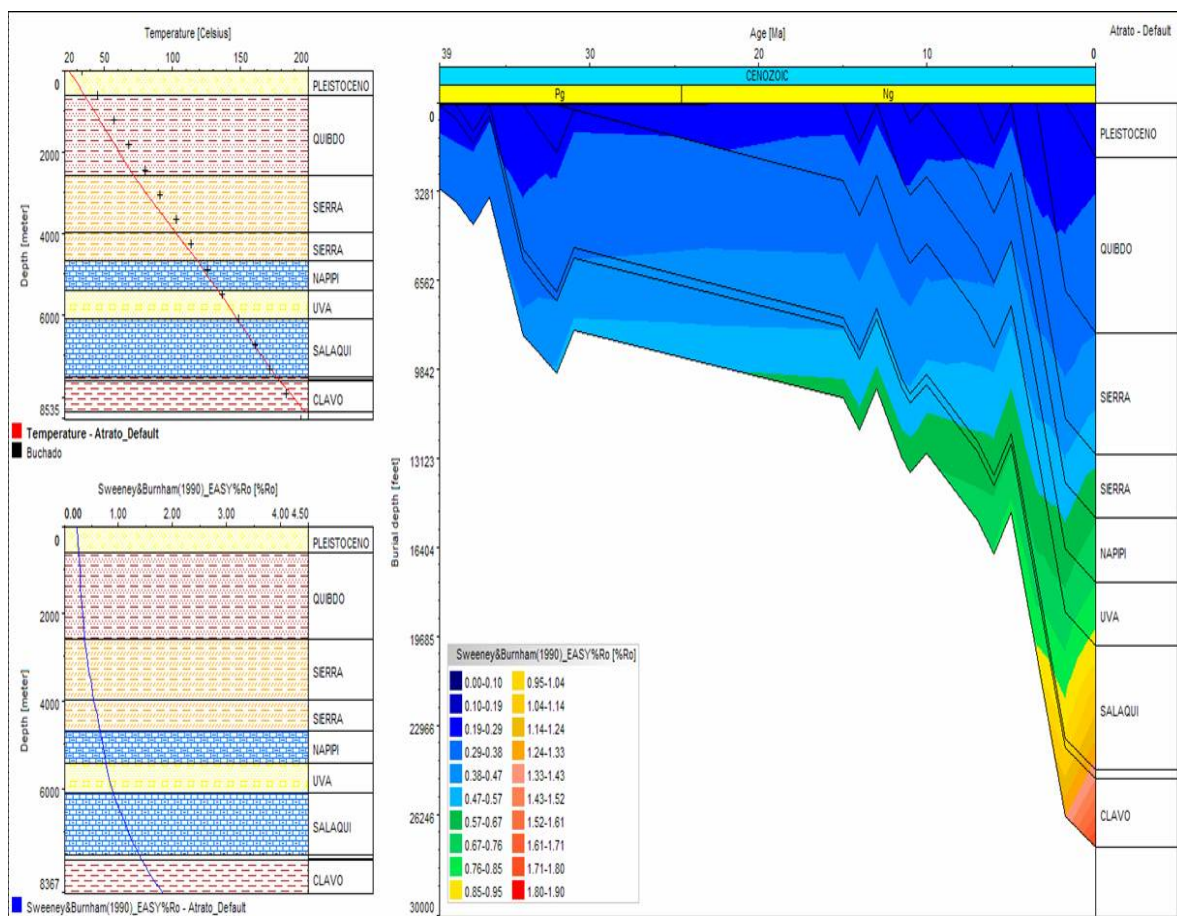 Temperature [Celsius]
20 50 100 150 200
0
2000
4000
6000
8535
Depth [meter]
PLEISTOCENO
QUIBDO
SIERRA
SIERRA
NAPIPI
UVA
SALAQUI
CLAVO
Temperature - Atrato_Default
Buchado
Sweeney&Burnham(1990)_EASY%Ro [%Ro]
0.00 1.00 2.00 3.00 4.00 4.50
0
2000
4000
6000
8367
Depth [meter]
PLEISTOCENO
QUIBDO
SIERRA
SIERRA
NAPIPI
UVA
SALAQUI
CLAVO
Sweeney&Burnham(1990)_EASY%Ro - Atrato_Default
Age [Ma]
Atrato - Default
39 30 20 10 0
CENOZOIC
Pg Ng
0
3281
6562
9842
13123
16404
19685
22966
26246
30000
Burial depth [feet]
PLEISTOCENO
QUIBDO
SIERRA
SIERRA
NAPIPI
UVA
SALAQUI
CLAVO
Sweeney&Burnham(1990)_EASY%Ro [%Ro]
0.00-0.10 0.95-1.04
0.10-0.19 1.04-1.14
0.19-0.29 1.14-1.24
0.29-0.38 1.24-1.33
0.38-0.47 1.33-1.43
0.47-0.57 1.43-1.52
0.57-0.67 1.52-1.61
0.67-0.76 1.61-1.71
0.76-0.85 1.71-1.80
0.85-0.95 1.80-1.90